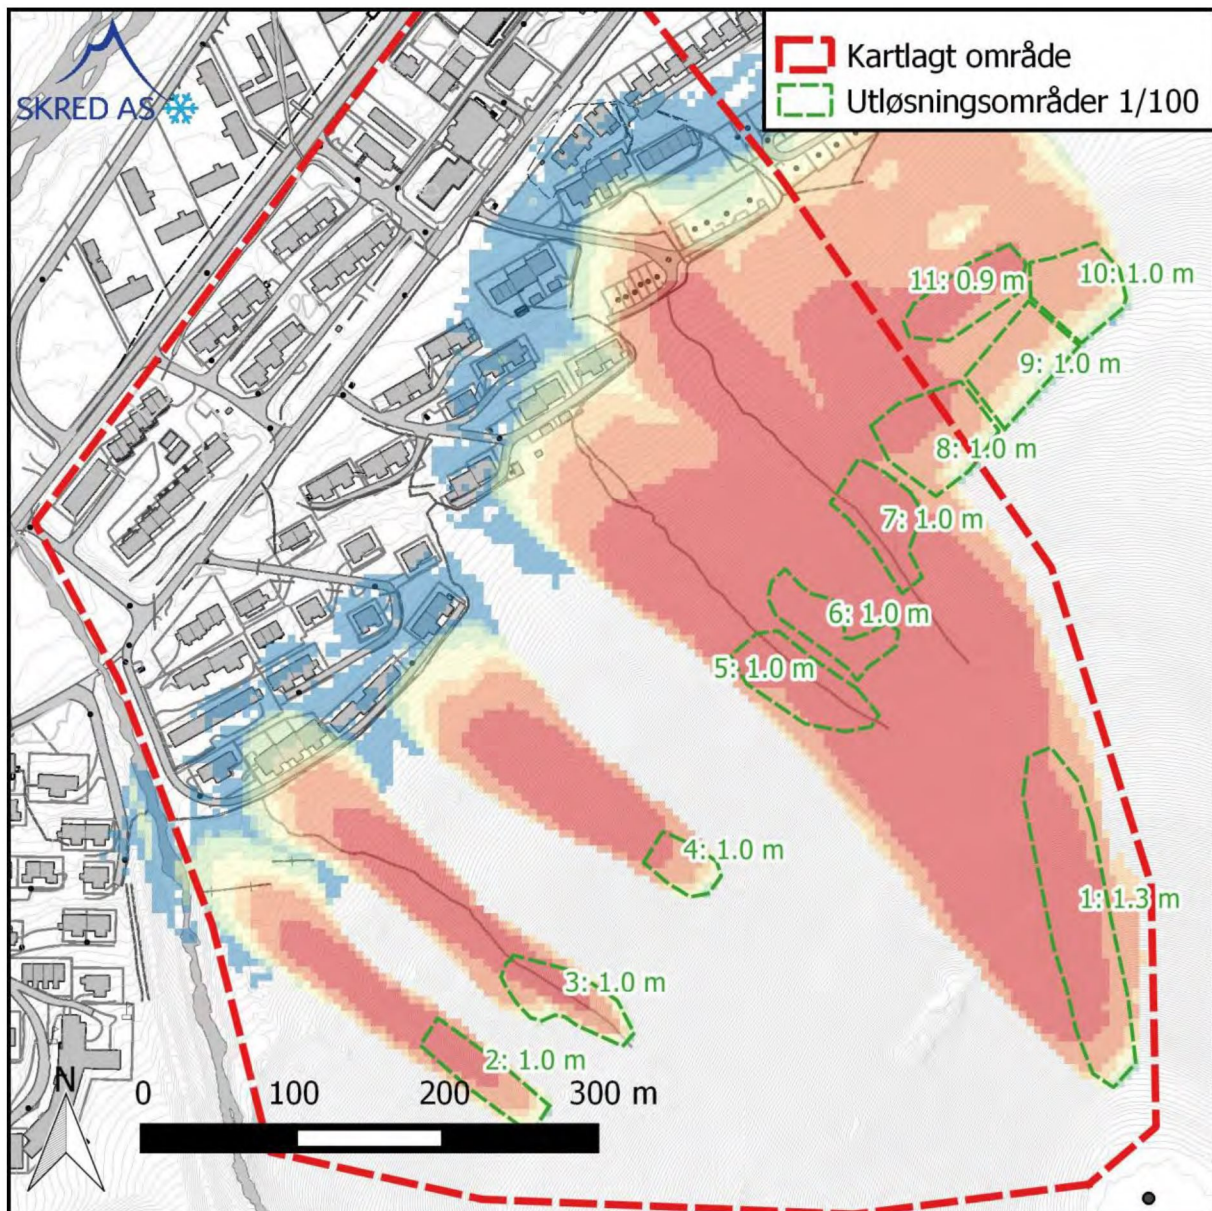 SKRED AS
Kartlagt område
Utløsningsområder 1/100
11: 0.9 m
10: 1.0 m
9: 1.0 m
8: 1.0 m
7: 1.0 m
6: 1.0 m
5: 1.0 m
4: 1.0 m
1: 1.3 m
3: 1.0 m
2: 1.0 m
N
0 100 200 300 m